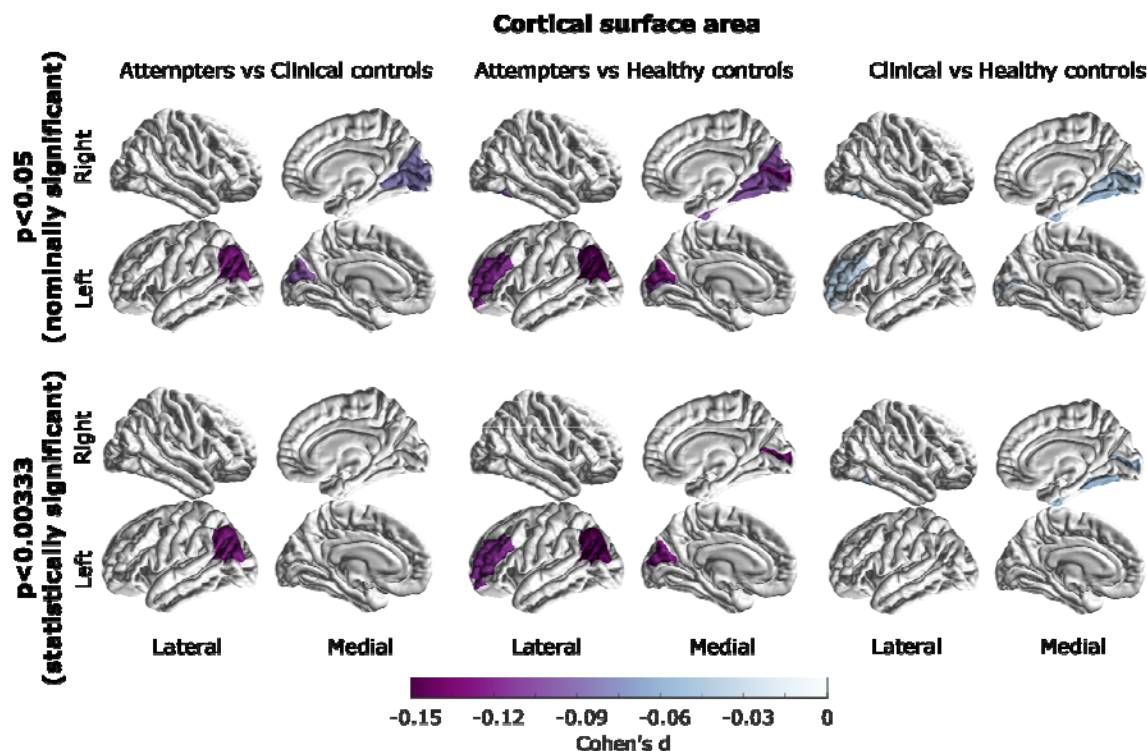 Cortical surface area
Attempters vs Clinical controls
Attempters vs Healthy controls
Clinical vs Healthy controls
p<0.05
(nominally significant)
Right
Left
p<0.00333
(statistically significant)
Right
Left
Lateral
Medial
Lateral
Medial
Lateral
Medial
-0.15
-0.12
-0.09
-0.06
-0.03
0
Cohen's d